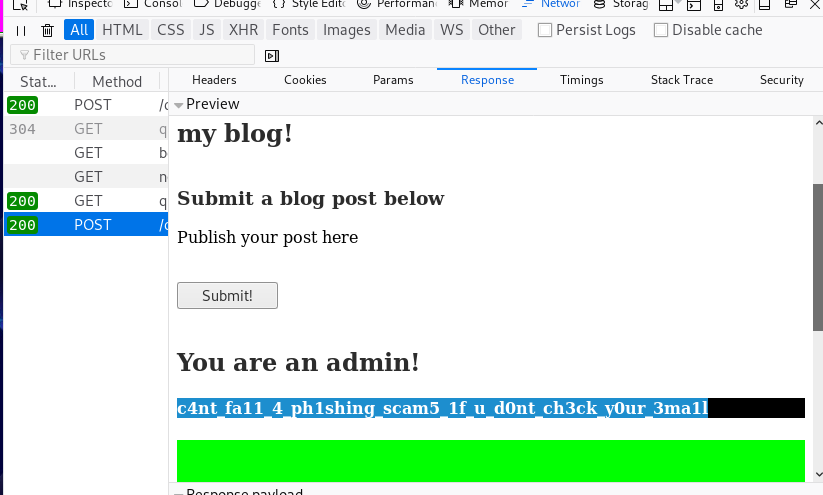 Inspecto Consol Debugge Style Edito Performan Memor Networ Storag
All HTML CSS JS XHR Fonts Images Media WS Other Persist Logs Disable cache
Filter URLs
Stat... Method Headers Cookies Params Response Timings Stack Trace Security
200 POST /
Preview
304 GET q
my blog!
GET b
GET n
200 GET q
Submit a blog post below
200 POST /
Publish your post here
Submit!
You are an admin!
c4nt_fa11_4_ph1shing_scam5_1f_u_d0nt_ch3ck_y0ur_3ma1l
Response payload